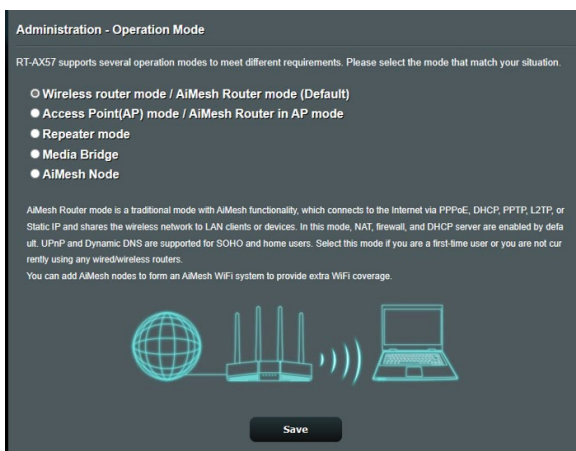 Administration - Operation Mode
RT-AX57 supports several operation modes to meet different requirements. Please select the mode that match your situation.
Wireless router mode / AiMesh Router mode (Default)
Access Point(AP) mode / AiMesh Router in AP mode
Repeater mode
Media Bridge
AiMesh Node
AiMesh Router mode is a traditional mode with AiMesh functionality, which connects to the Internet via PPPoE, DHCP, PPTP, L2TP, or
Static IP and shares the wireless network to LAN clients or devices. In this mode, NAT, firewall, and DHCP server are enabled by defa
ult. UPnP and Dynamic DNS are supported for SOHO and home users. Select this mode if you are a first-time user or you are not cur
rently using any wired/wireless routers.
You can add AiMesh nodes to form an AiMesh WiFi system to provide extra WiFi coverage.
Save